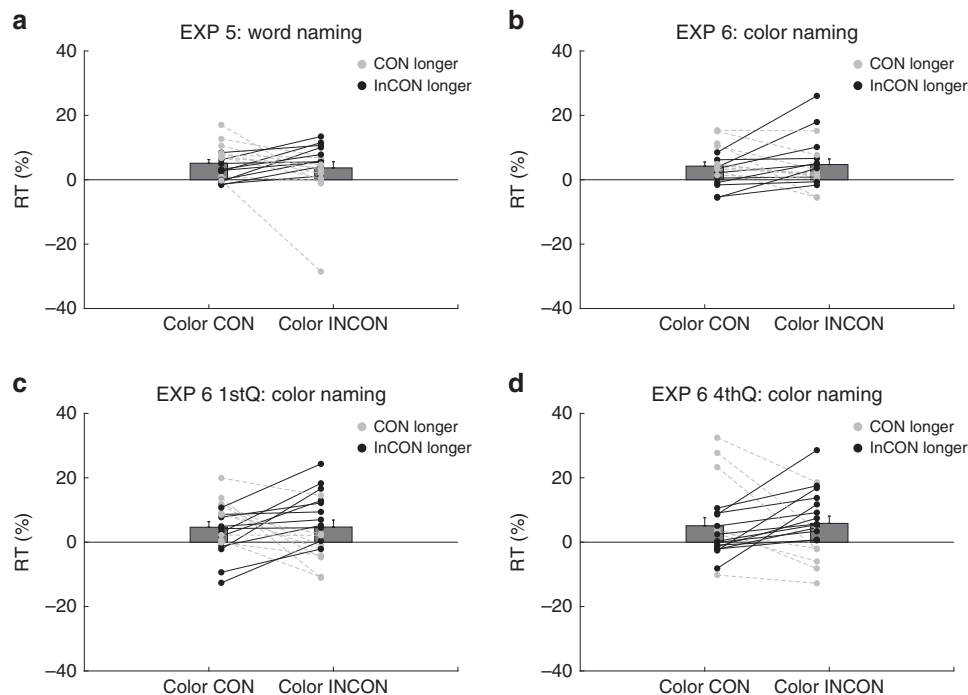 a
EXP 5: word naming
40
20
0
–20
–40
RT (%)
CON longer
InCON longer
Color CON
Color INCON
b
EXP 6: color naming
40
20
0
–20
–40
RT (%)
CON longer
InCON longer
Color CON
Color INCON
c
EXP 6 1stQ: color naming
40
20
0
–20
–40
RT (%)
CON longer
InCON longer
Color CON
Color INCON
d
EXP 6 4thQ: color naming
40
20
0
–20
–40
RT (%)
CON longer
InCON longer
Color CON
Color INCON